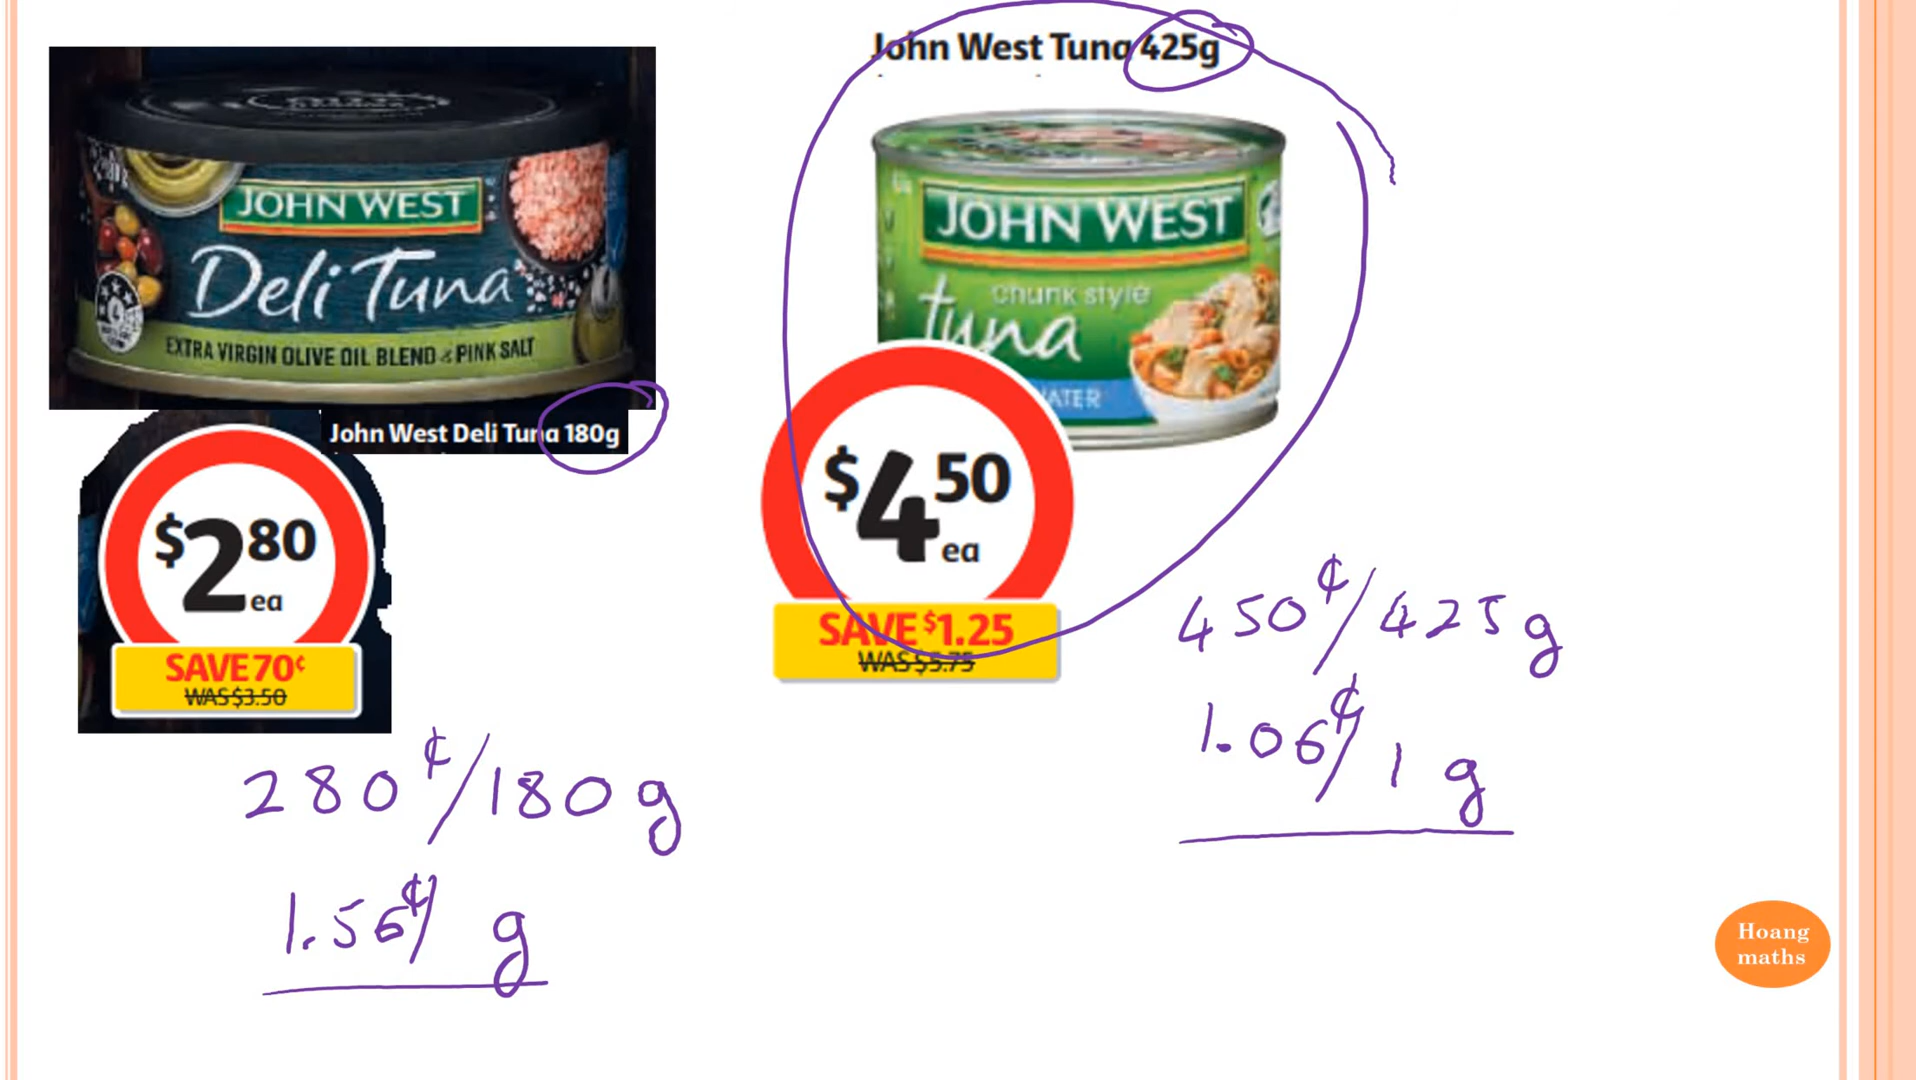 JOHN WEST
Deli Tuna
EXTRA VIRGIN OLIVE OIL BLEND & PINK SALT
John West Deli Tuna 180g
$2 80
ea
SAVE 70¢
WAS $3.50
280¢/180g
1.56¢/ g
John West Tuna 425g
JOHN WEST
chunk style
tuna
$4 50
ea
SAVE $1.25
WAS $5.75
450¢/425g
1.06¢/1 g
Hoang
maths